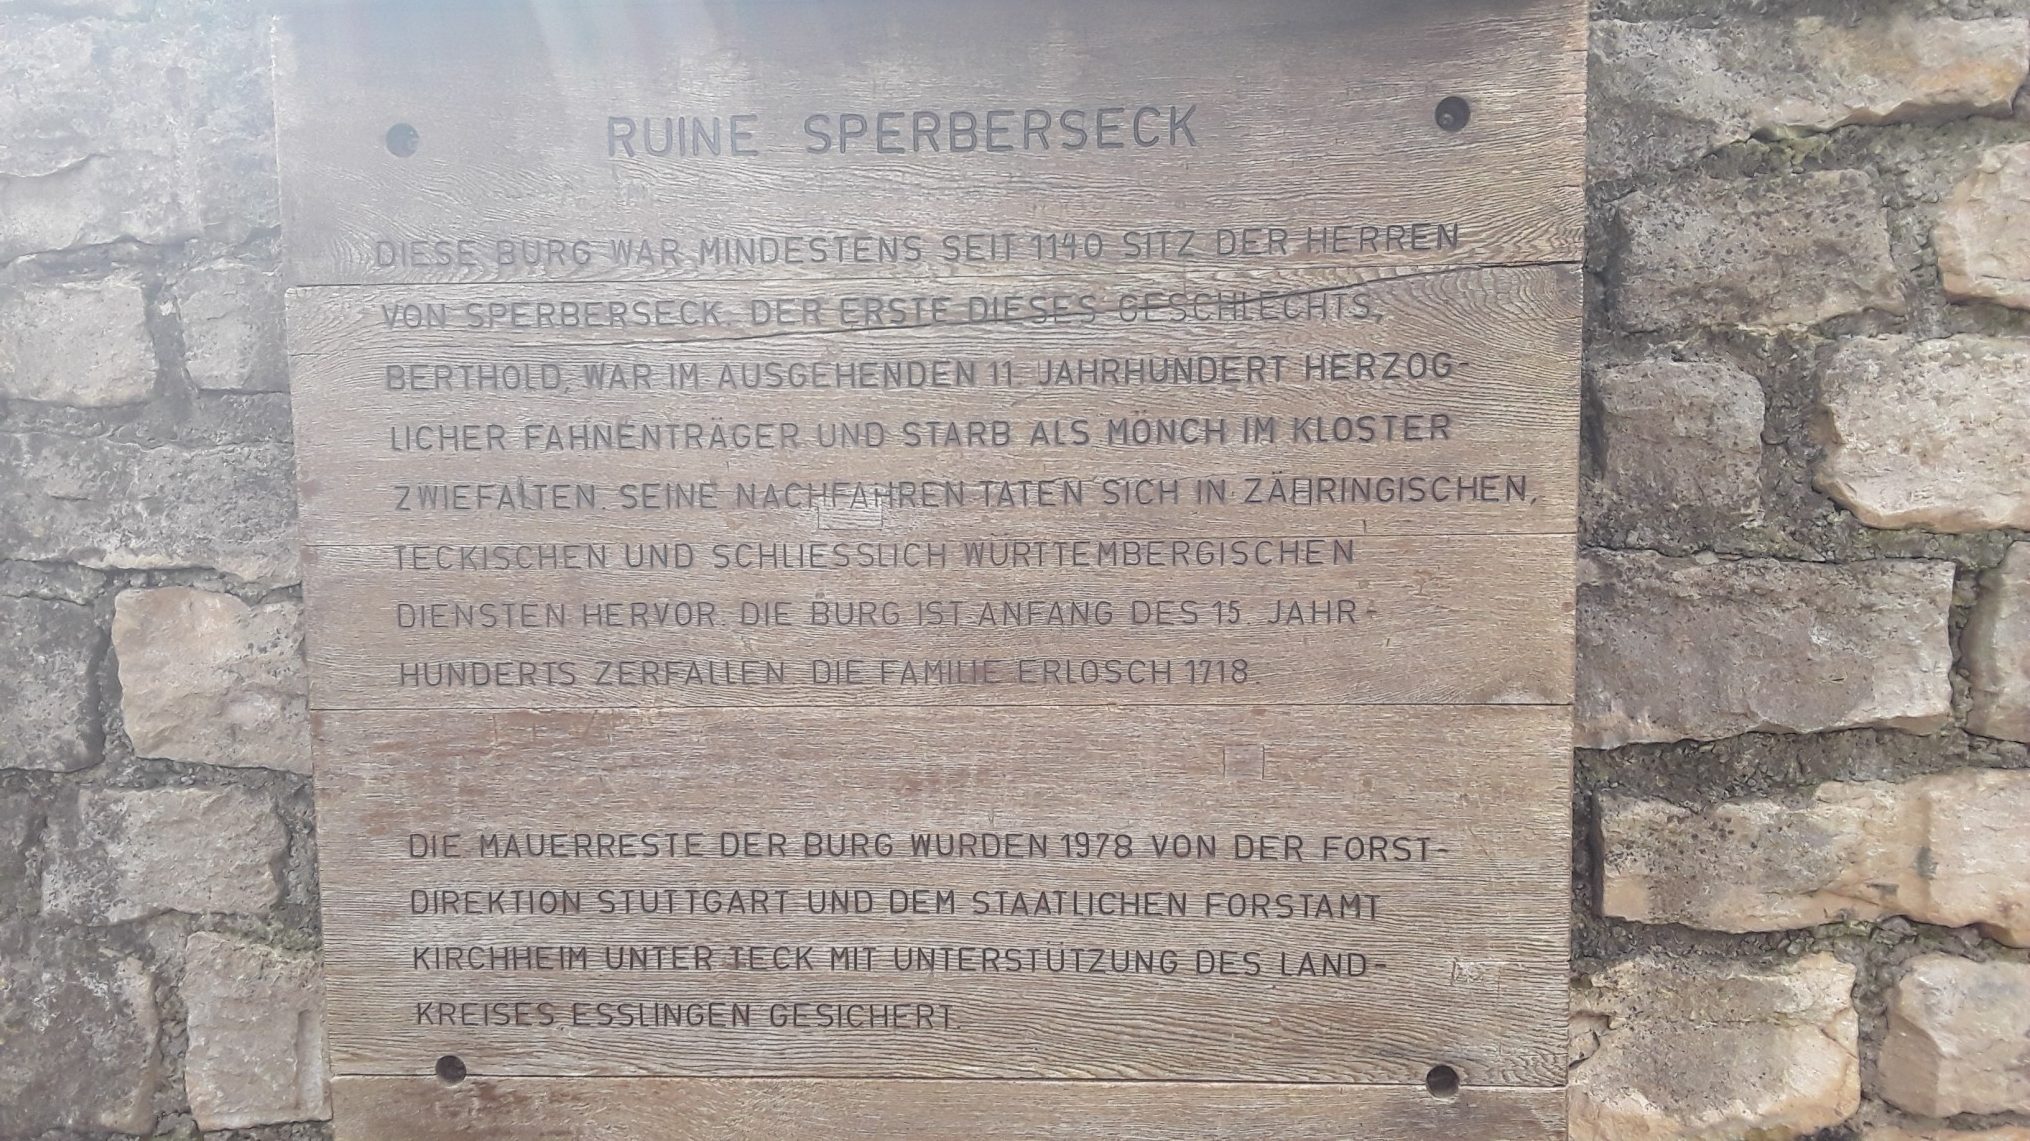 RUINE SPERBERSECK
DIESE BURG WAR MINDESTENS SEIT 1140 SITZ DER HERREN
VON SPERBERSECK. DER ERSTE DIESES GESCHLECHTS,
BERTHOLD, WAR IM AUSGEHENDEN 11. JAHRHUNDERT HERZOG-
LICHER FAHNENTRÄGER UND STARB ALS MÖNCH IM KLOSTER
ZWIEFALTEN. SEINE NACHFAHREN TATEN SICH IN ZÄHRINGISCHEN,
TECKISCHEN UND SCHLIESSLICH WÜRTTEMBERGISCHEN
DIENSTEN HERVOR. DIE BURG IST ANFANG DES 15. JAHR-
HUNDERTS ZERFALLEN. DIE FAMILIE ERLOSCH 1718.
DIE MAUERRESTE DER BURG WURDEN 1978 VON DER FORST-
DIREKTION STUTTGART UND DEM STAATLICHEN FORSTAMT
KIRCHHEIM UNTER TECK MIT UNTERSTÜTZUNG DES LAND-
KREISES ESSLINGEN GESICHERT.